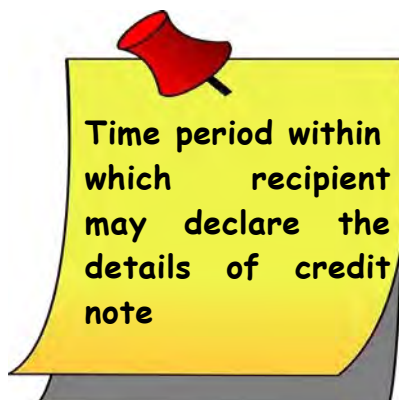 Time period within
which recipient
may declare the
details of credit
note